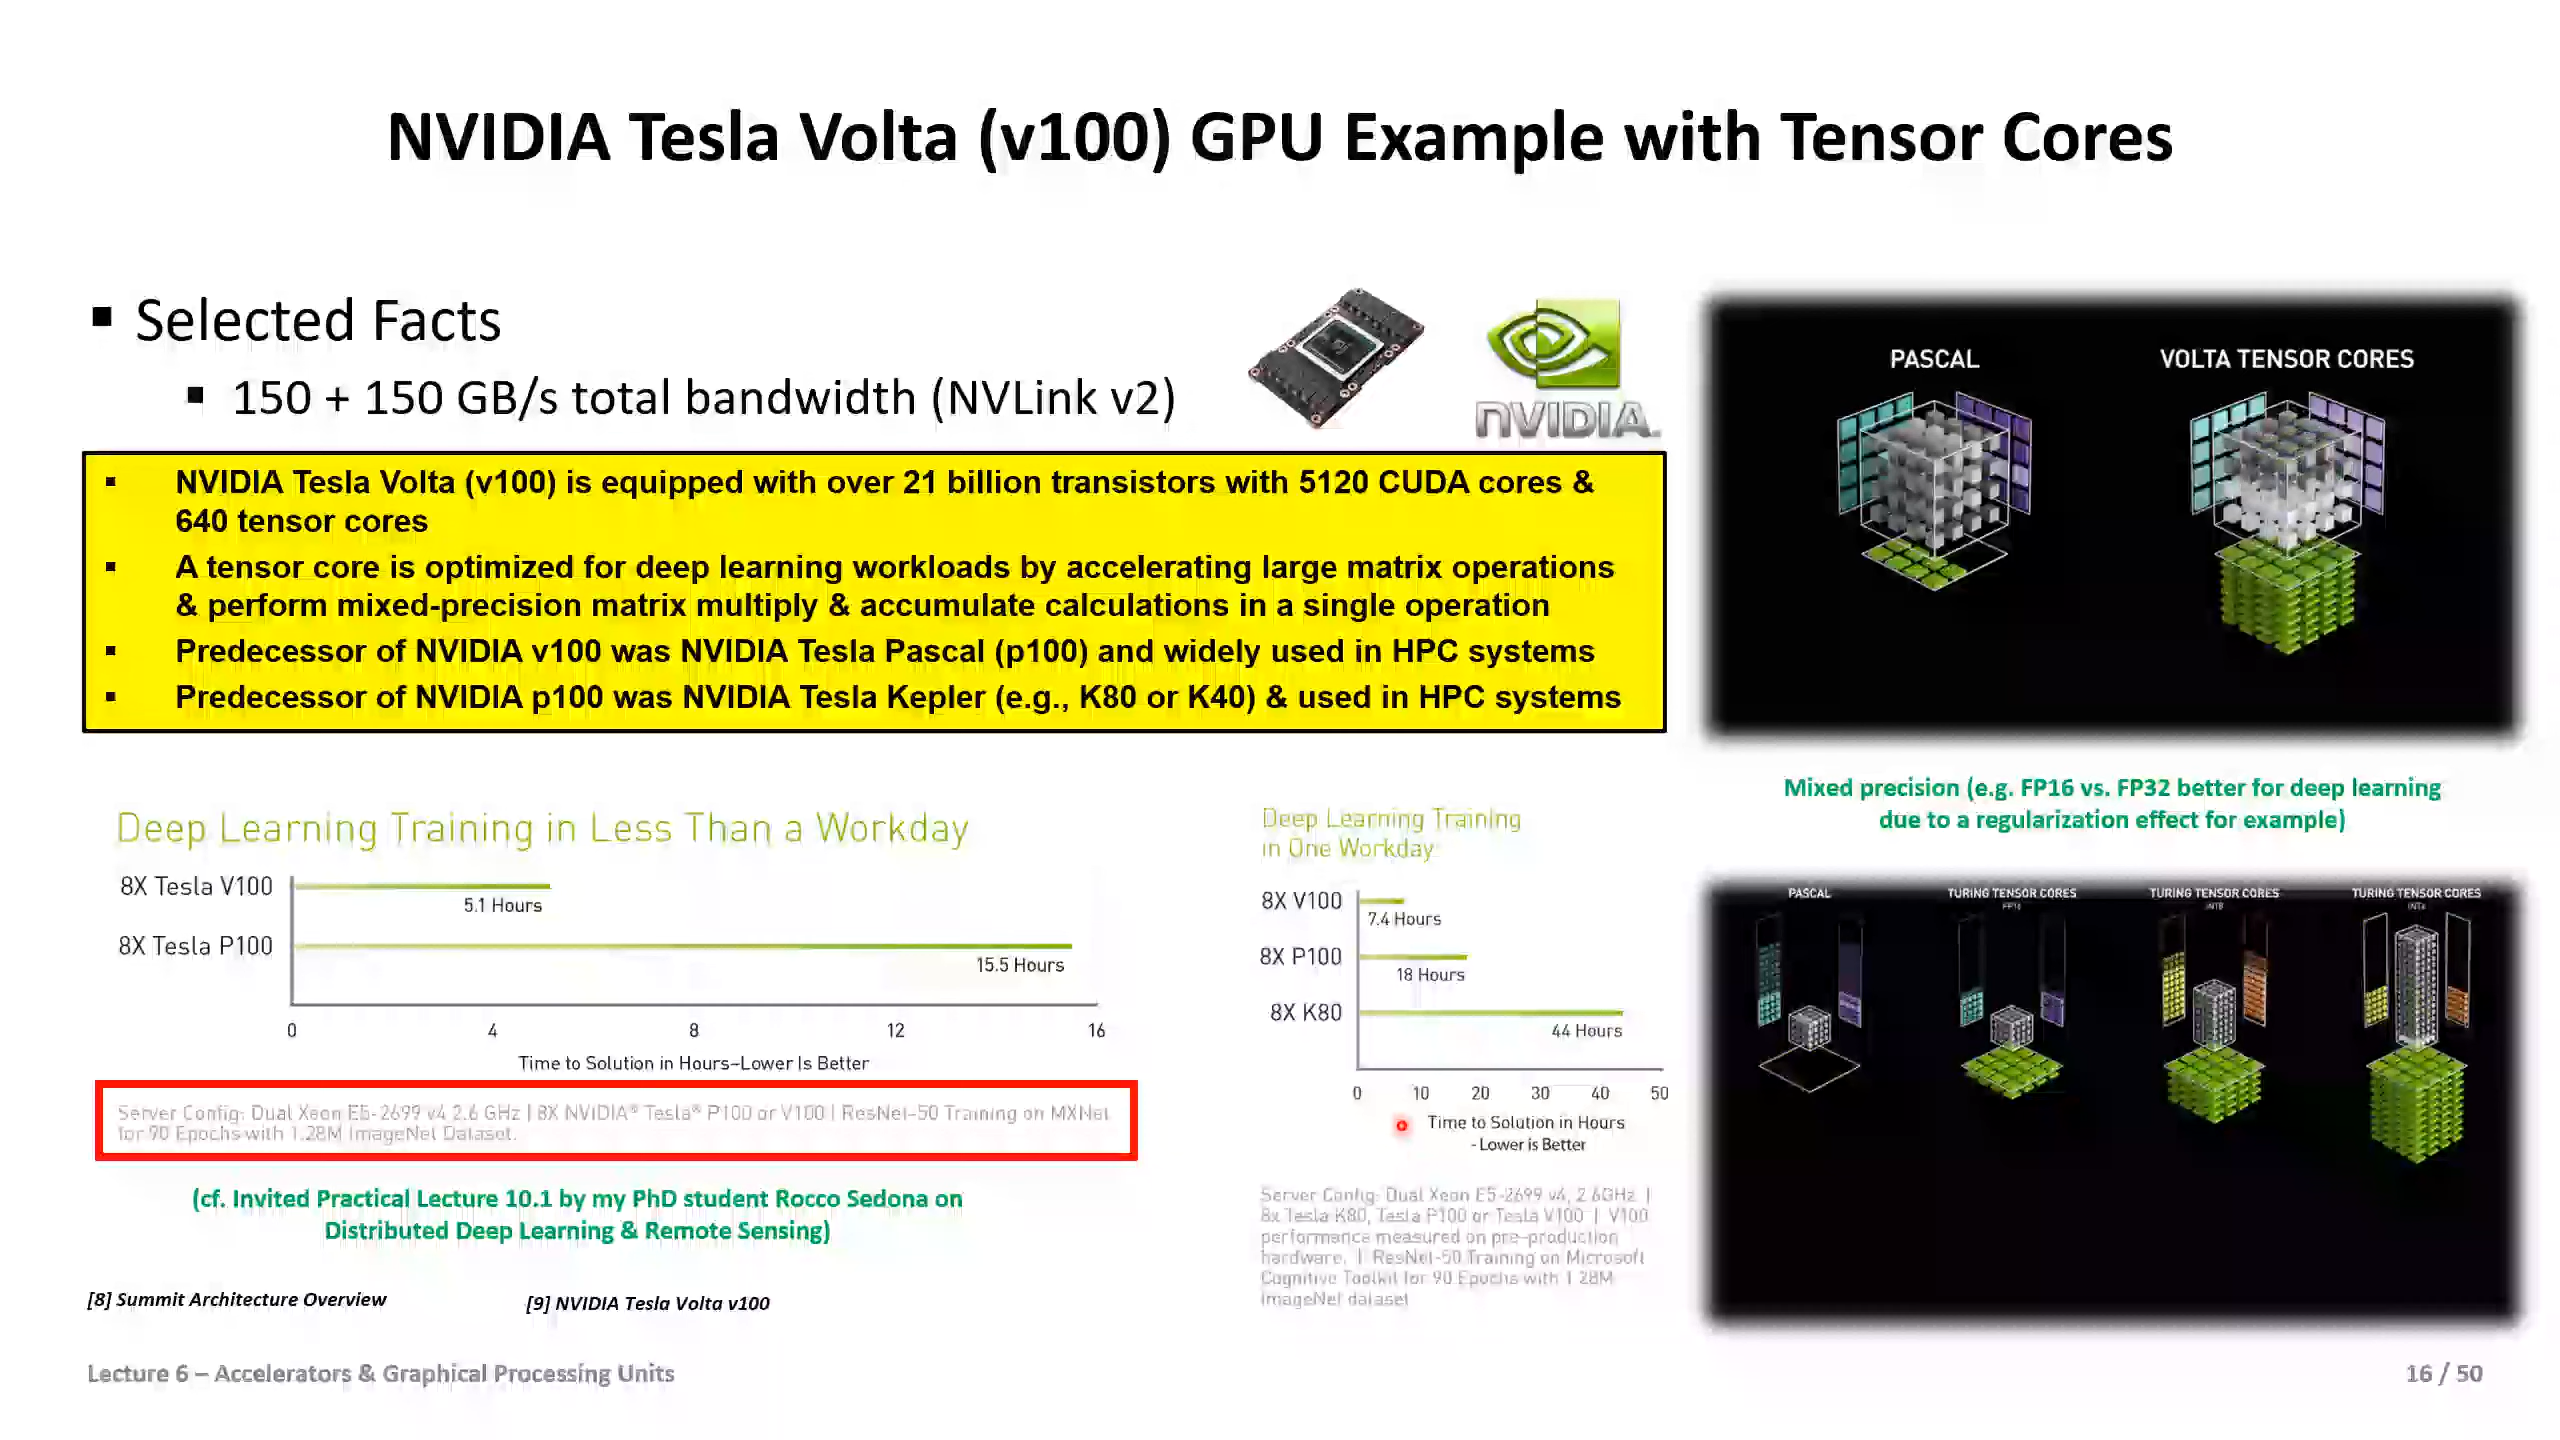 NVIDIA Tesla Volta (v100) GPU Example with Tensor Cores
▪ Selected Facts
▪ 150 + 150 GB/s total bandwidth (NVLink v2)
NVIDIA.
▪ NVIDIA Tesla Volta (v100) is equipped with over 21 billion transistors with 5120 CUDA cores &
640 tensor cores
▪ A tensor core is optimized for deep learning workloads by accelerating large matrix operations
& perform mixed-precision matrix multiply & accumulate calculations in a single operation
▪ Predecessor of NVIDIA v100 was NVIDIA Tesla Pascal (p100) and widely used in HPC systems
▪ Predecessor of NVIDIA p100 was NVIDIA Tesla Kepler (e.g., K80 or K40) & used in HPC systems
PASCAL
VOLTA TENSOR CORES
Mixed precision (e.g. FP16 vs. FP32 better for deep learning
due to a regularization effect for example)
Deep Learning Training in Less Than a Workday
8X Tesla V100
5.1 Hours
8X Tesla P100
15.5 Hours
0 4 8 12 16
Time to Solution in Hours–Lower Is Better
Server Config: Dual Xeon E5-2699 v4 2.6 GHz | 8X NVIDIA® Tesla® P100 or V100 | ResNet-50 Training on MXNet
for 90 Epochs with 1.28M ImageNet Dataset.
(cf. Invited Practical Lecture 10.1 by my PhD student Rocco Sedona on
Distributed Deep Learning & Remote Sensing)
Deep Learning Training
in One Workday
8X V100
7.4 Hours
8X P100
18 Hours
8X K80
44 Hours
0 10 20 30 40 50
Time to Solution in Hours
- Lower is Better
Server Config: Dual Xeon E5-2699 v4, 2.6GHz |
8x Tesla K80, Tesla P100 or Tesla V100 | V100
performance measured on pre-production
hardware. | ResNet-50 Training on Microsoft
Cognitive Toolkit for 90 Epochs with 1.28M
ImageNet dataset
PASCAL
TURING TENSOR CORES
FP16
TURING TENSOR CORES
INT8
TURING TENSOR CORES
INT4
[8] Summit Architecture Overview
[9] NVIDIA Tesla Volta v100
Lecture 6 – Accelerators & Graphical Processing Units
16 / 50